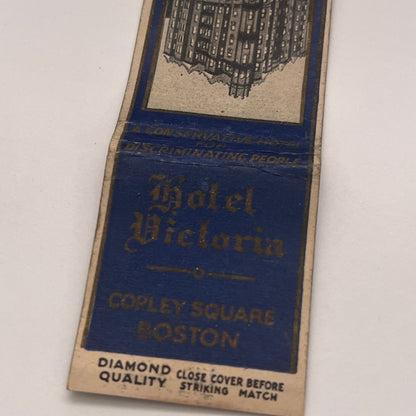 A CONSERVATIVE HOTEL
FOR
DISCRIMINATING PEOPLE
Hotel
Victoria
COPLEY SQUARE
BOSTON
DIAMOND QUALITY
CLOSE COVER BEFORE
STRIKING MATCH